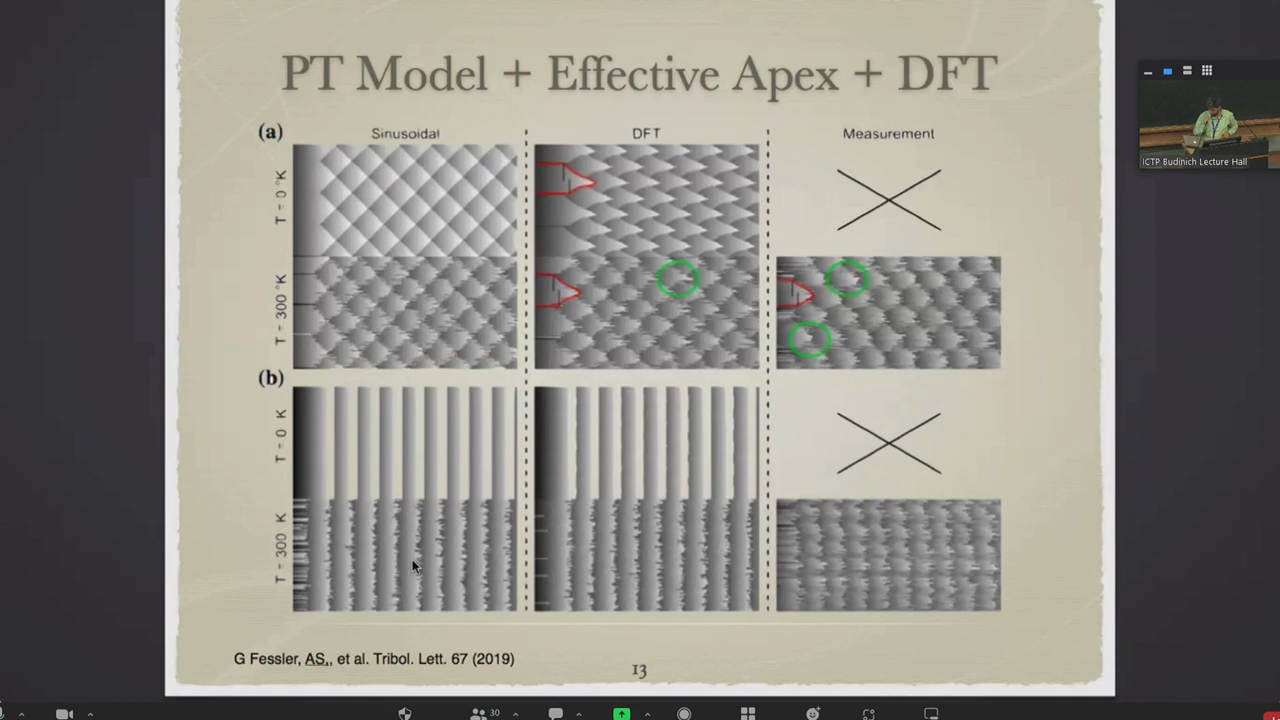 PT Model + Effective Apex + DFT
(a)
Sinusoidal
DFT
Measurement
T = 0 °K
T = 300 °K
(b)
T = 0 K
T = 300 K
G Fessler, AS,, et al. Tribol. Lett. 67 (2019)
13
ICTP Budinich Lecture Hall
30